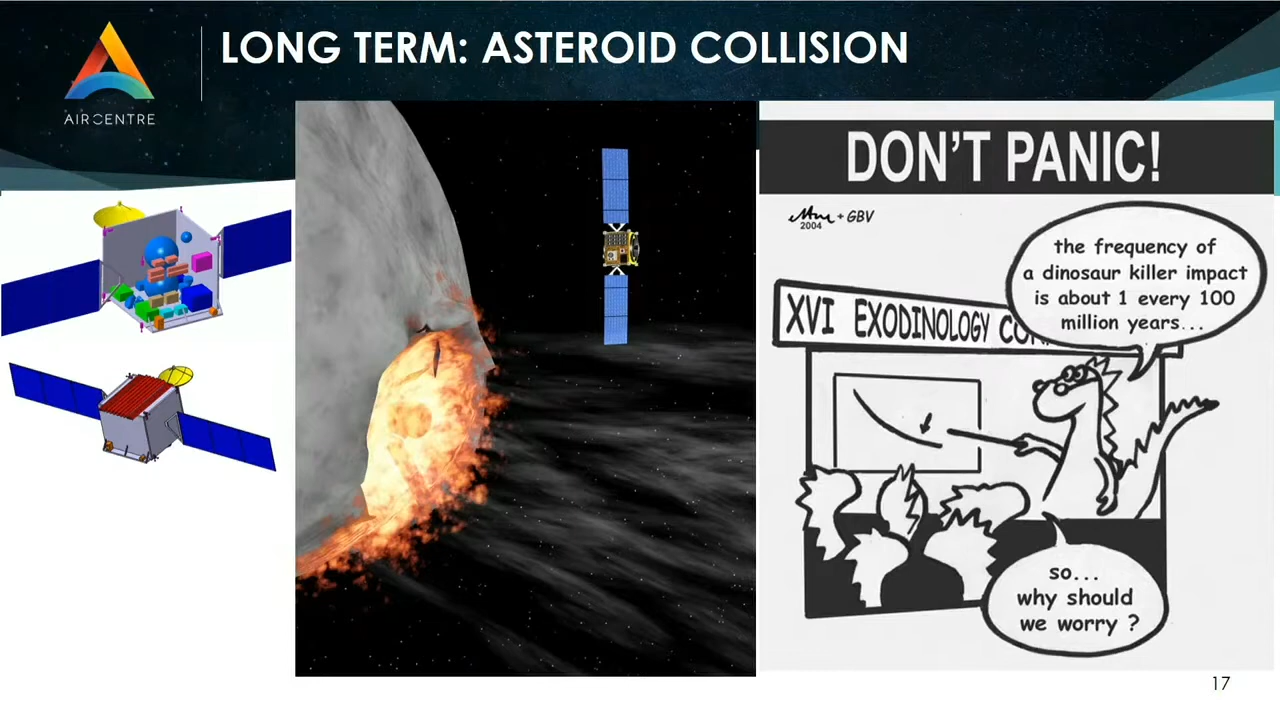 LONG TERM: ASTEROID COLLISION
AIRCENTRE
DON'T PANIC!
+ GBV
2004
the frequency of
a dinosaur killer impact
is about 1 every 100
million years...
XVI EXODINOLOGY
so...
why should
we worry ?
17